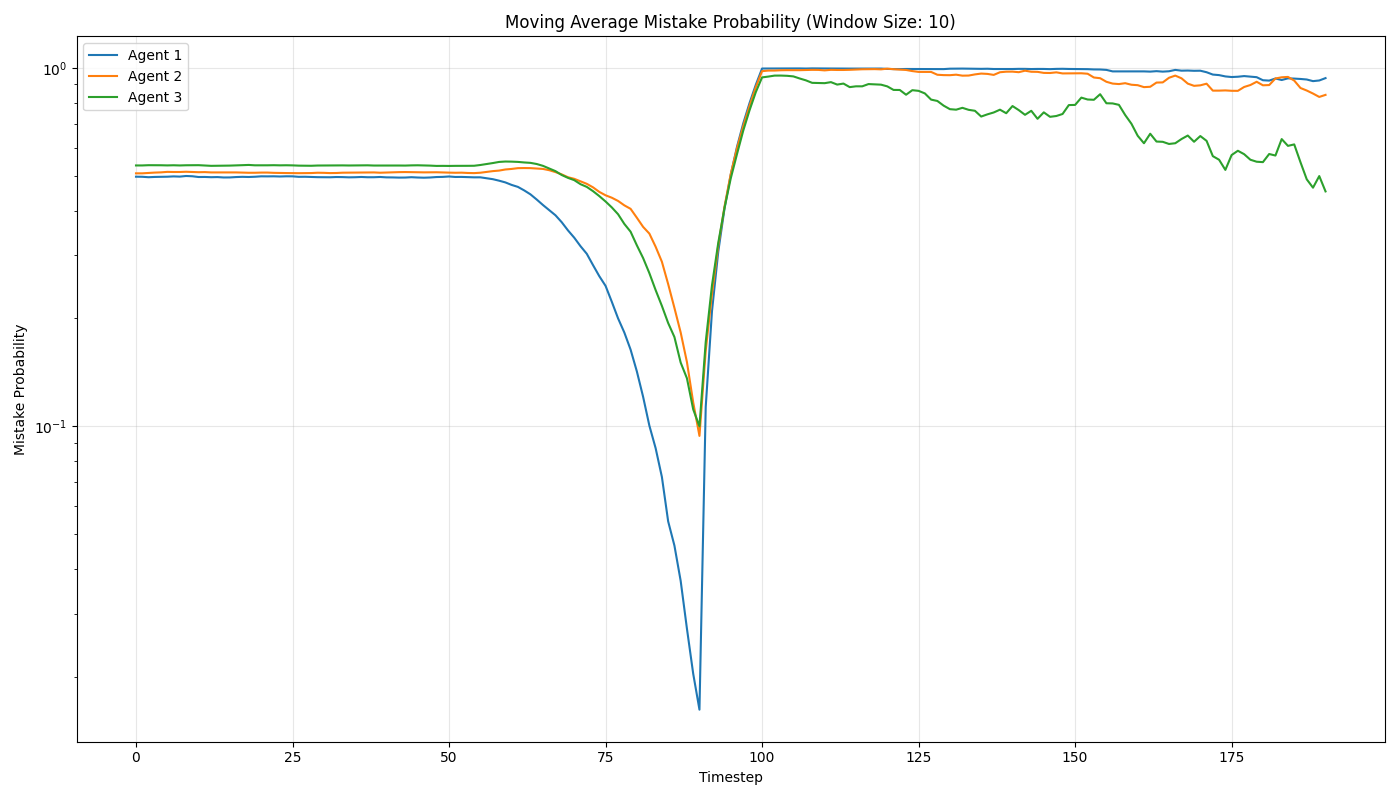 Moving Average Mistake Probability (Window Size: 10)
Agent 1
Agent 2
Agent 3
10⁰
10⁻¹
Mistake Probability
0 25 50 75 100 125 150 175
Timestep